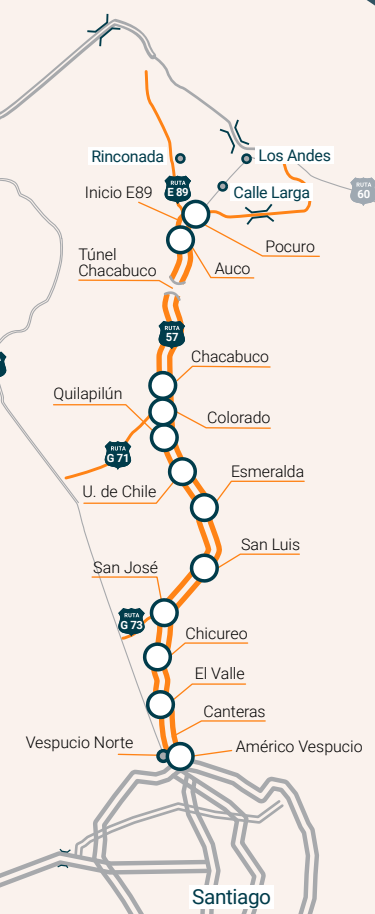 Rinconada
Los Andes
RUTA
E 89
RUTA
60
Inicio E89
Calle Larga
Pocuro
Túnel
Chacabuco
Auco
RUTA
57
Chacabuco
Quilapilún
Colorado
RUTA
G 71
Esmeralda
U. de Chile
San Luis
San José
RUTA
G 73
Chicureo
El Valle
Canteras
Vespucio Norte
Américo Vespucio
Santiago